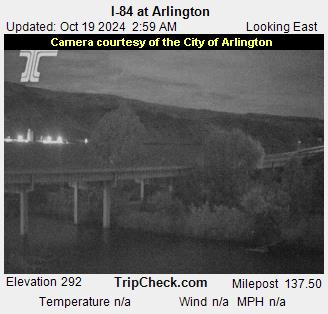 I-84 at Arlington
Updated: Oct 19 2024 2:59 AM Looking East
Camera courtesy of the City of Arlington
Elevation 292 TripCheck.com Milepost 137.50
Temperature n/a Wind n/a MPH n/a